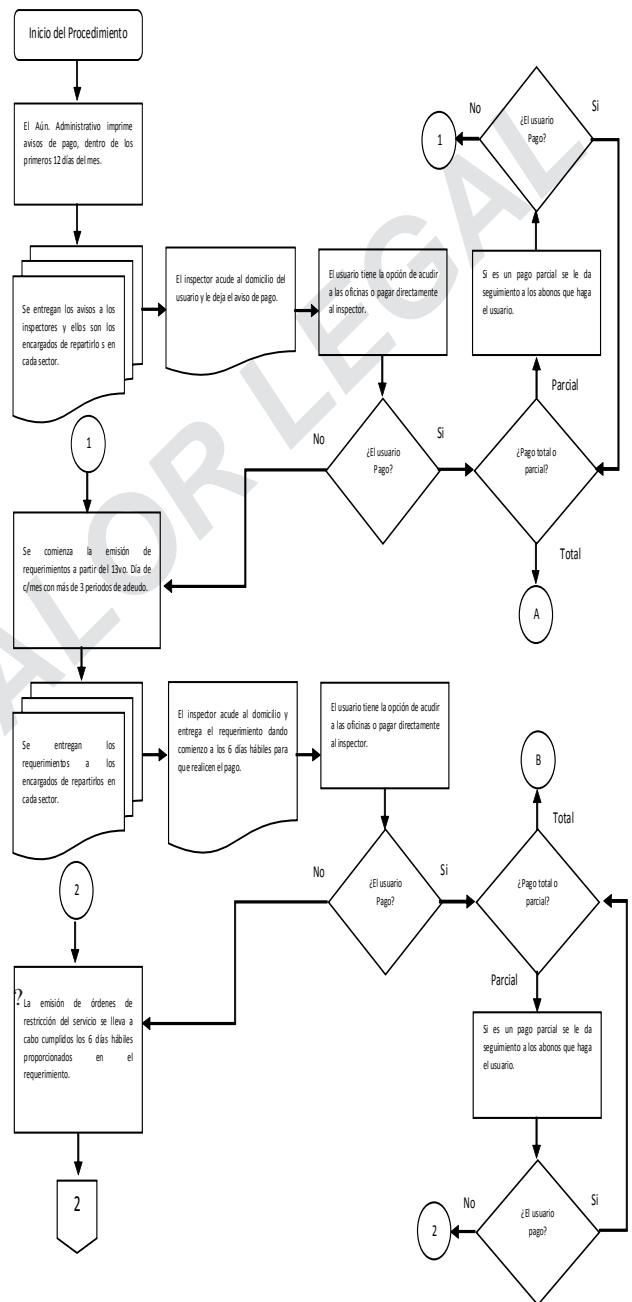 Inicio del Procedimiento
El Aún. Administrativo imprime
avisos de pago, dentro de los
primeros 12 días del mes.
Se entregan los avisos a los
inspectores y ellos son los
encargados de repartirlo s en
cada sector.
El inspector acude al domicilio del
usuario y le deja el aviso de pago.
El usuario tiene la opción de acudir
a las oficinas o pagar directamente
al inspector.
¿El usuario
Pago?
No
Si
¿Pago total o
parcial?
Parcial
Total
A
Si es un pago parcial se le da
seguimiento a los abonos que haga
el usuario.
¿El usuario
Pago?
No
Si
1
1
Se comienza la emisión de
requerimientos a partir del 13vo. Día de
c/mes con más de 3 periodos de adeudo.
Se entregan los
requerimientos a los
encargados de repartirlos en
cada sector.
El inspector acude al domicilio y
entrega el requerimiento dando
comienzo a los 6 días hábiles para
que realicen el pago.
El usuario tiene la opción de acudir
a las oficinas o pagar directamente
al inspector.
¿El usuario
Pago?
No
Si
¿Pago total o
parcial?
Total
B
Parcial
Si es un pago parcial se le da
seguimiento a los abonos que haga
el usuario.
¿El usuario
pago?
No
Si
2
2
? La emisión de órdenes de
restricción del servicio se lleva a
cabo cumplidos los 6 días hábiles
proporcionados en el
requerimiento.
2
ALOR LEGAL